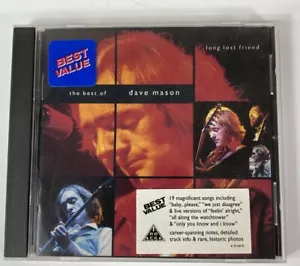 BEST
VALUE
long lost friend
the best of dave mason
BEST
VALUE
19 magnificent songs including
"baby...please," "we just disagree"
& live versions of "feelin' alright,"
"all along the watchtower"
& "only you know and i know"
career-spanning notes, detailed
track info & rare, historic photos